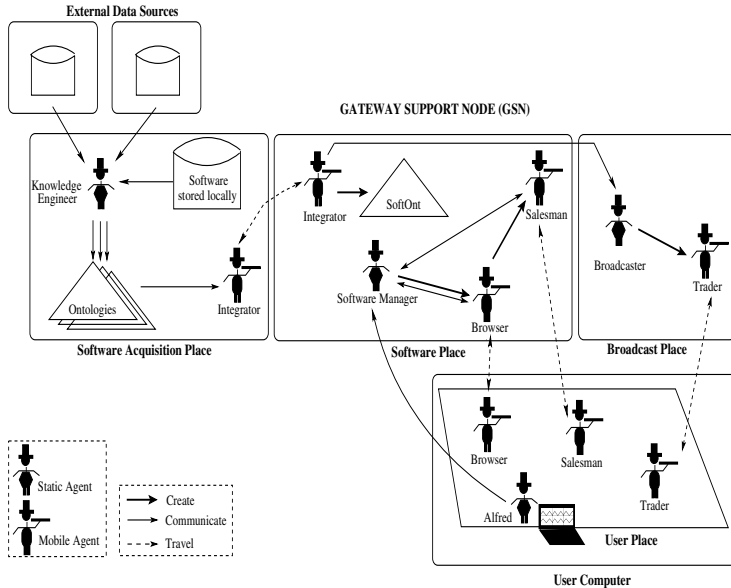 External Data Sources
GATEWAY SUPPORT NODE (GSN)
Knowledge
Engineer
Software
stored locally
Ontologies
Integrator
Software Acquisition Place
Integrator
SoftOnt
Salesman
Software Manager
Browser
Software Place
Broadcaster
Trader
Broadcast Place
Browser
Salesman
Trader
Alfred
User Place
User Computer
Static Agent
Mobile Agent
Create
Communicate
Travel